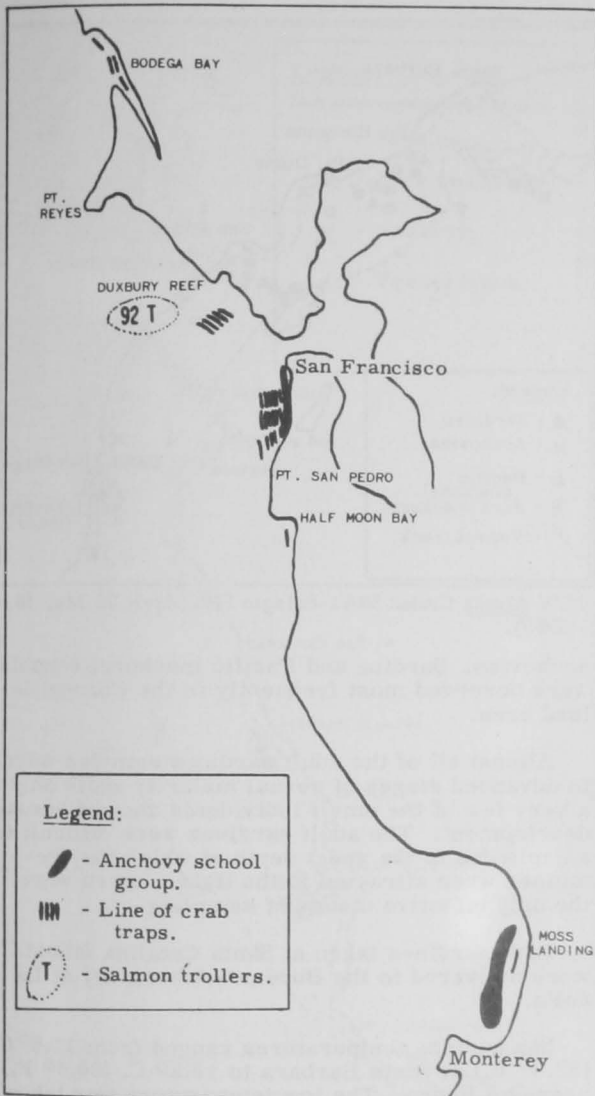 BODEGA BAY
PT.
REYES
DUXBURY REEF
92 T
San Francisco
PT. SAN PEDRO
HALF MOON BAY
Legend:
- Anchovy school
group.
- Line of crab
traps.
T - Salmon frollers.
MOSS
LANDING
Monterey